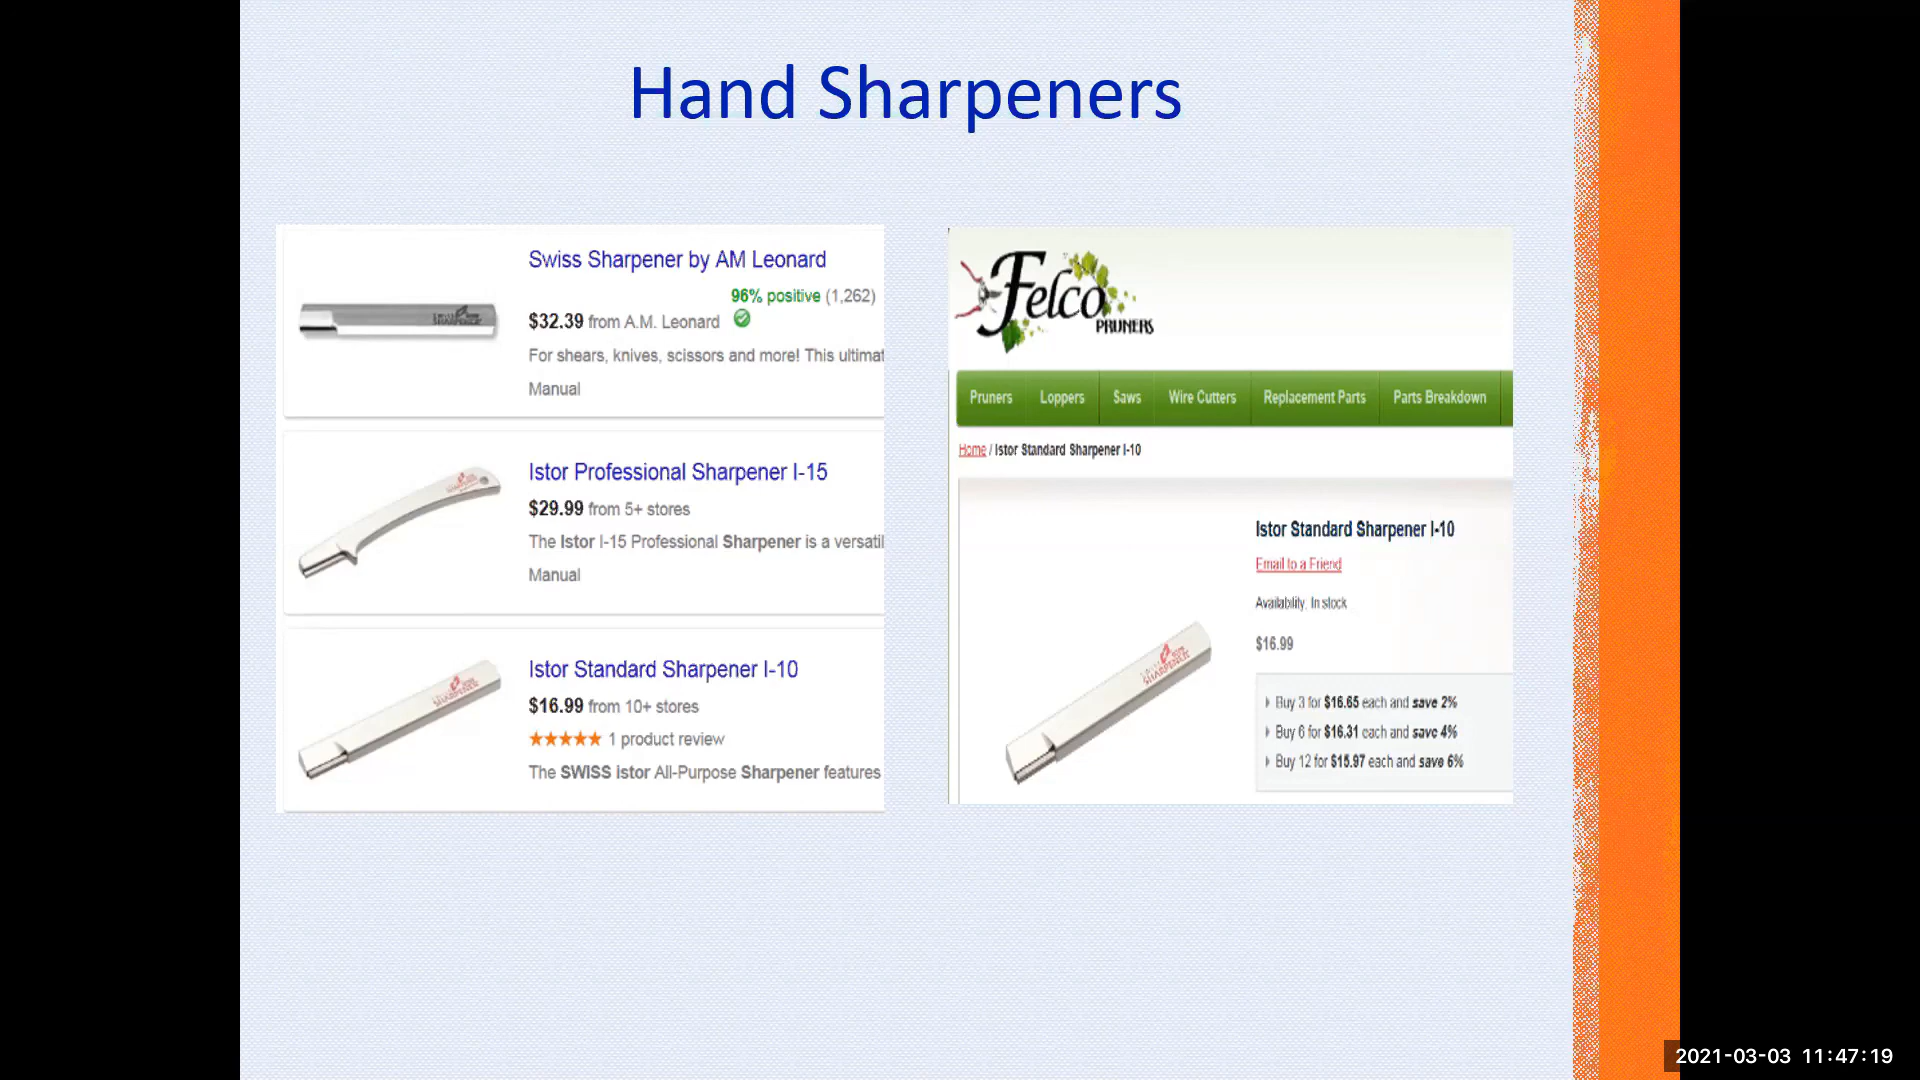 Hand Sharpeners
Swiss Sharpener by AM Leonard
96% positive (1,262)
$32.39 from A.M. Leonard
For shears, knives, scissors and more! This ultimat
Manual
Istor Professional Sharpener I-15
$29.99 from 5+ stores
The Istor I-15 Professional Sharpener is a versatil
Manual
Istor Standard Sharpener I-10
$16.99 from 10+ stores
1 product review
The SWISS istor All-Purpose Sharpener features
Felco
PRUNERS
Pruners Loppers Saws Wire Cutters Replacement Parts Parts Breakdown
Home / Istor Standard Sharpener I-10
Istor Standard Sharpener I-10
Email to a Friend
Availability: In stock
$16.99
Buy 3 for $16.65 each and save 2%
Buy 6 for $16.31 each and save 4%
Buy 12 for $15.97 each and save 6%
SHARPENER
SHARPENER
SHARPENER
SHARPENER
2021-03-03 11:47:19